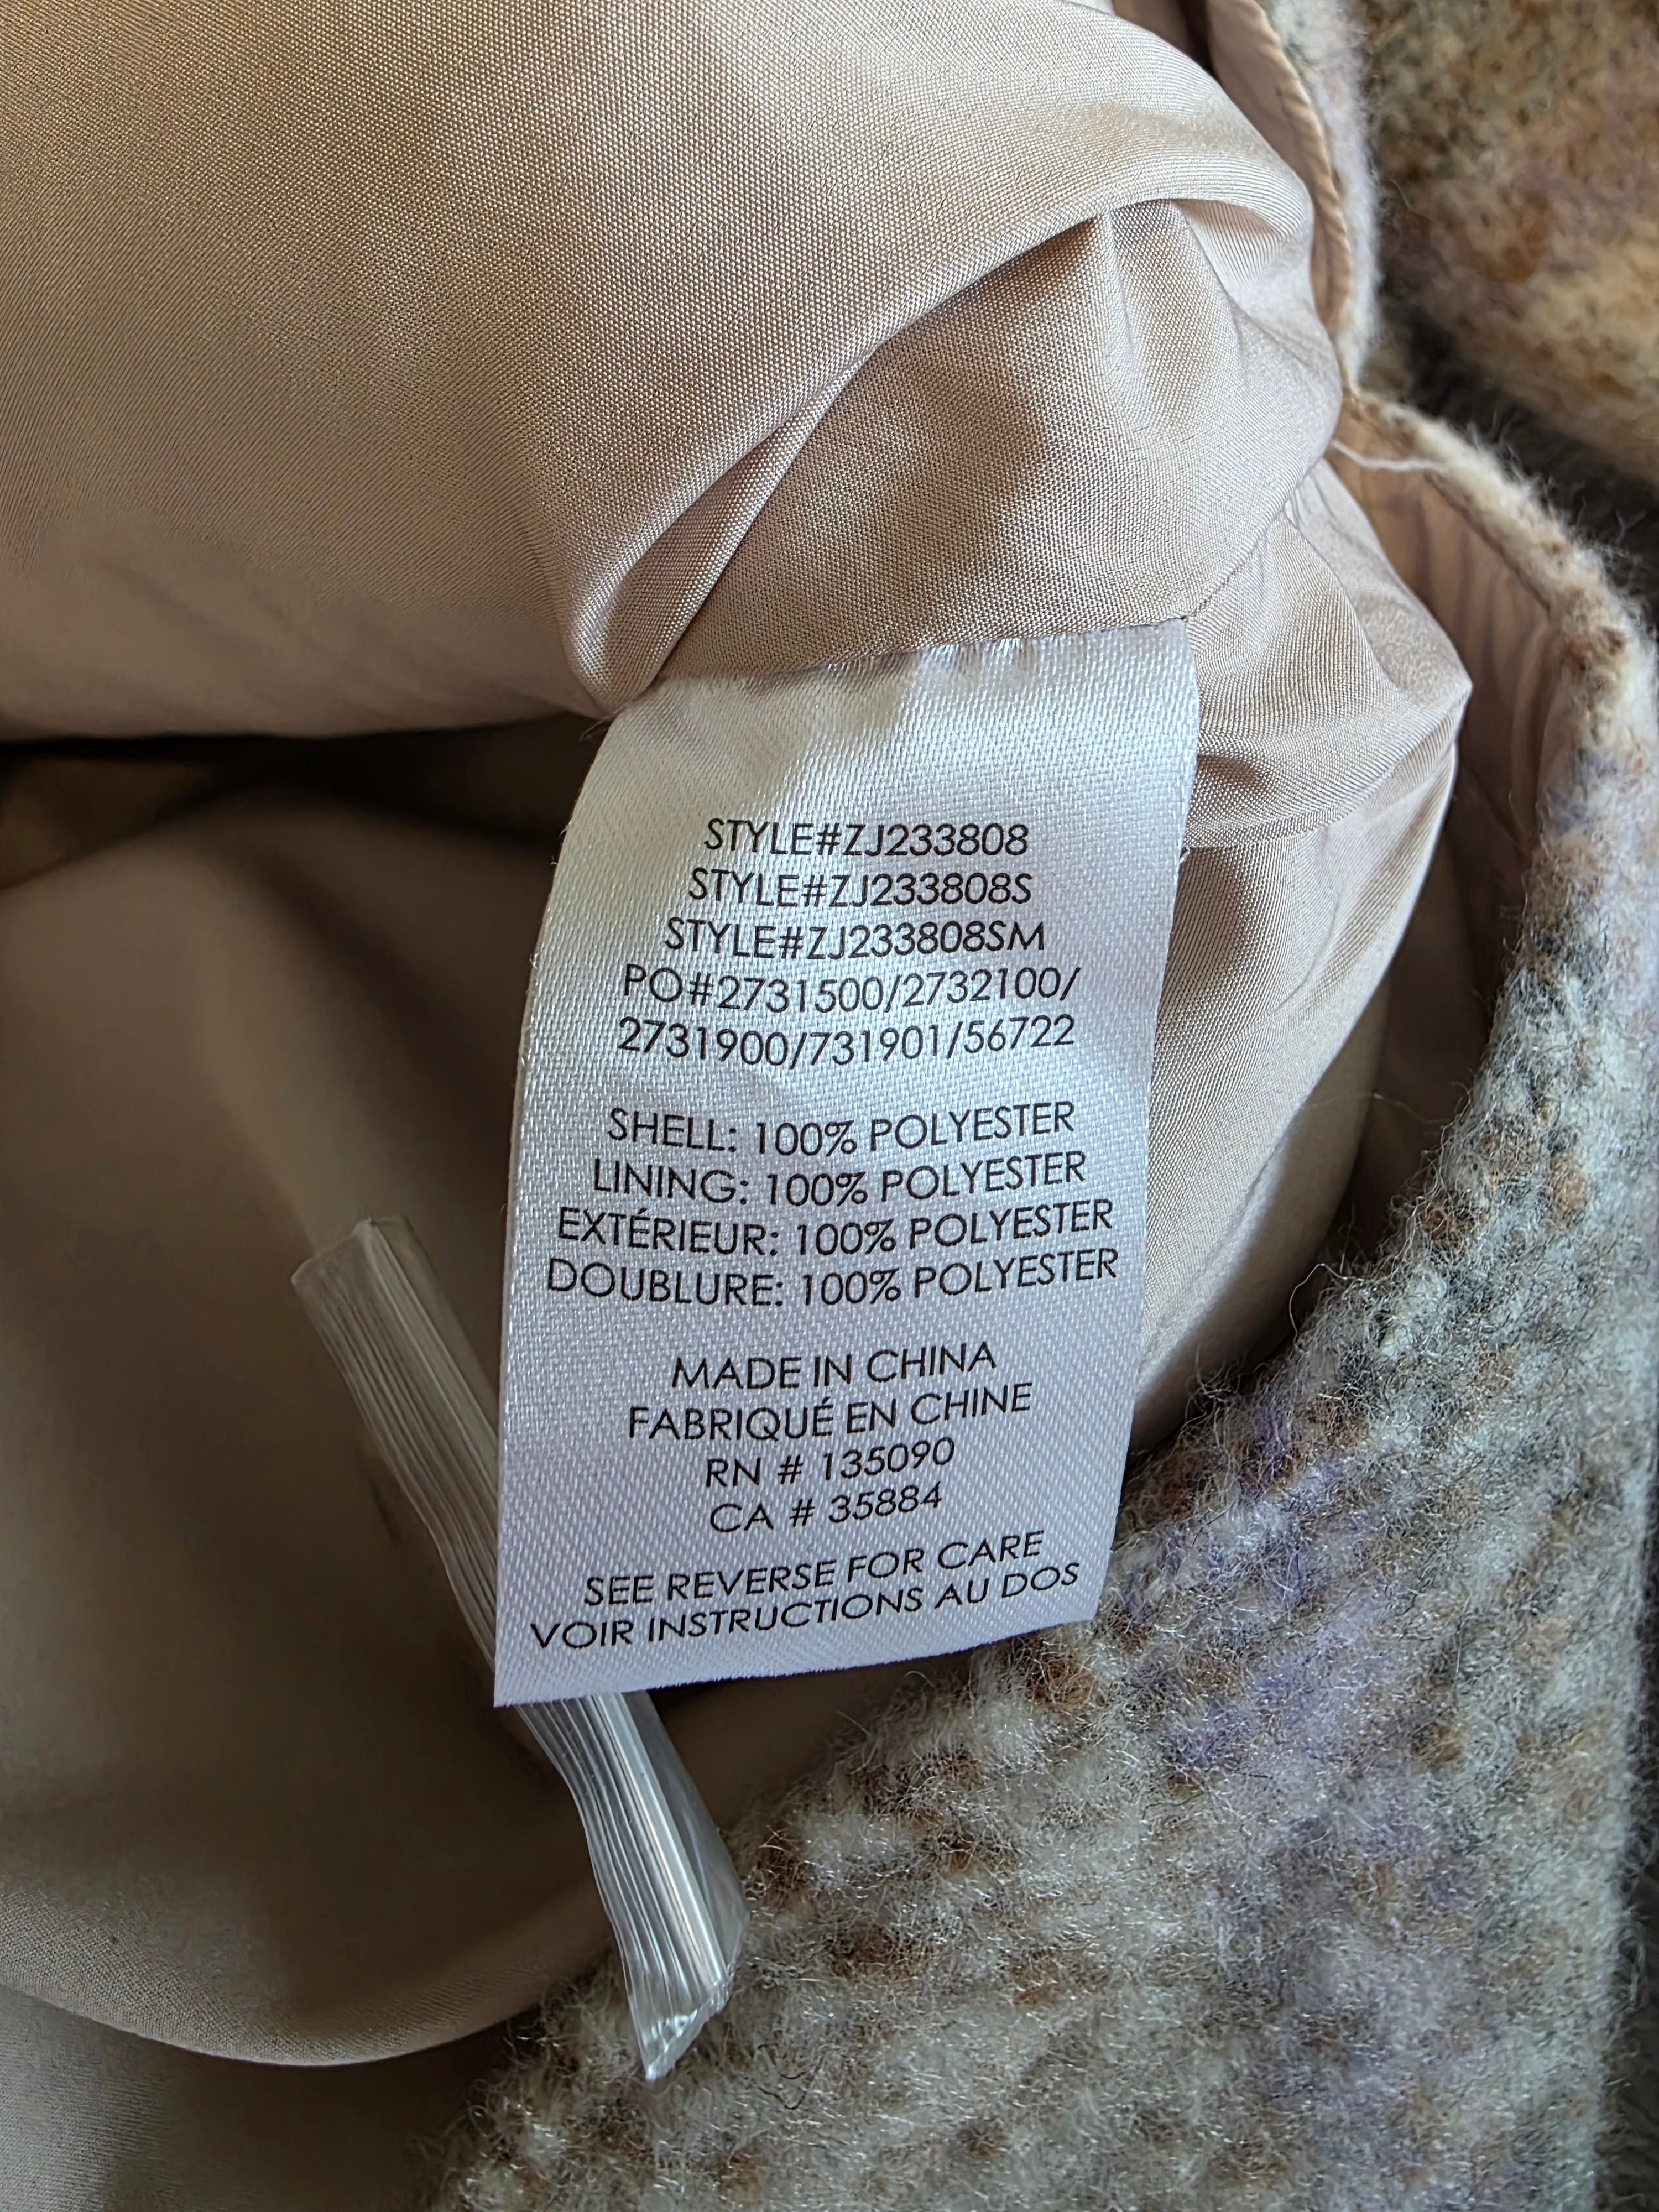 STYLE#ZJ233808
STYLE#ZJ233808S
STYLE#ZJ233808SM
PO#2731500/2732100/
2731900/731901/56722
SHELL: 100% POLYESTER
LINING: 100% POLYESTER
EXTÉRIEUR: 100% POLYESTER
DOUBLURE: 100% POLYESTER
MADE IN CHINA
FABRIQUÉ EN CHINE
RN # 135090
CA # 35884
SEE REVERSE FOR CARE
VOIR INSTRUCTIONS AU DOS